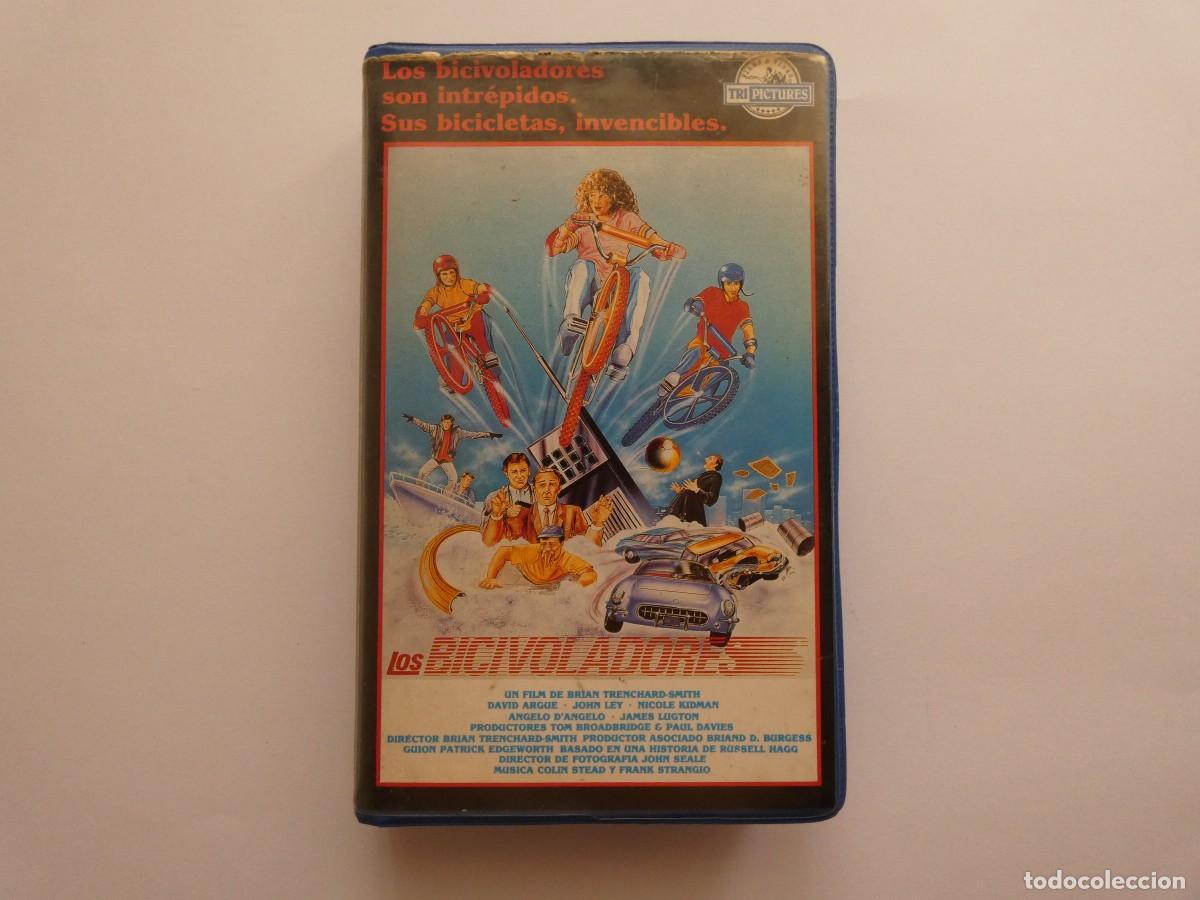 Los bicivoladores
son intrépidos.
Sus bicicletas, invencibles.
TRI PICTURES
LOS BICIVOLADORES
UN FILM DE BRIAN TRENCHARD-SMITH
DAVID ARGUE · JOHN LEY · NICOLE KIDMAN
ANGELO D'ANGELO · JAMES LUGTON
PRODUCTORES TOM BROADBRIDGE & PAUL DAVIES
DIRECTOR BRIAN TRENCHARD-SMITH PRODUCTOR ASOCIADO BRIAND D. BURGESS
GUION PATRICK EDGEWORTH BASADO EN UNA HISTORIA DE RUSSELL HAGG
DIRECTOR DE FOTOGRAFIA JOHN SEALE
MUSICA COLIN STEAD Y FRANK STRANGIO
todocoleccion